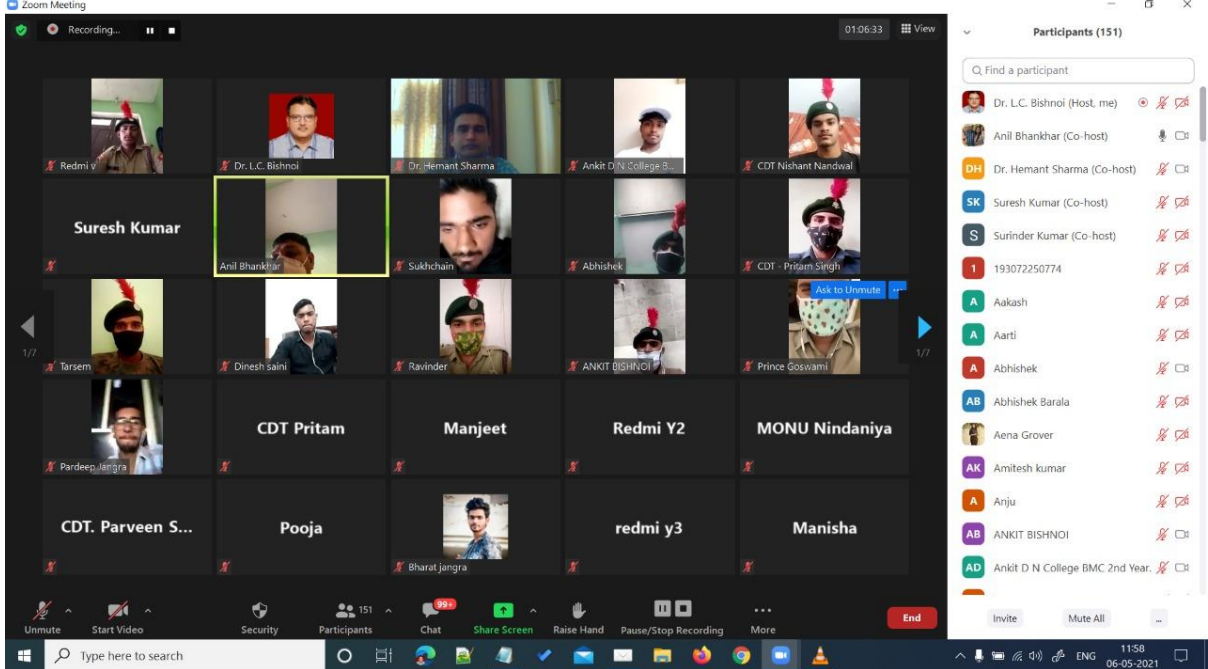 Zoom Meeting
Recording...
01:06:33
View
Redmi v
Dr. L.C. Bishnoi
Dr. Hemant Sharma
Ankit D N College B...
CDT Nishant Nandwal
Suresh Kumar
Anil Bhankhar
Sukhchain
Abhishek
CDT - Pritam Singh
Ask to Unmute
...
1/7
1/7
Tarsem
Dinesh saini
Ravinder
ANKIT BISHNOI
Prince Goswami
Pardeep Jangra
CDT Pritam
Manjeet
Redmi Y2
MONU Nindaniya
CDT. Parveen S...
Pooja
Bharat jangra
redmi y3
Manisha
Unmute
Start Video
Security
151
Participants
99+
Chat
Share Screen
Raise Hand
Pause/Stop Recording
More
End
Participants (151)
Find a participant
Dr. L.C. Bishnoi (Host, me)
Anil Bhankhar (Co-host)
DH Dr. Hemant Sharma (Co-host)
SK Suresh Kumar (Co-host)
S Surinder Kumar (Co-host)
1 193072250774
A Aakash
A Aarti
A Abhishek
AB Abhishek Barala
Aena Grover
AK Amitesh kumar
A Anju
AB ANKIT BISHNOI
AD Ankit D N College BMC 2nd Year.
Invite
Mute All
...
Type here to search
ENG
11:58
06-05-2021